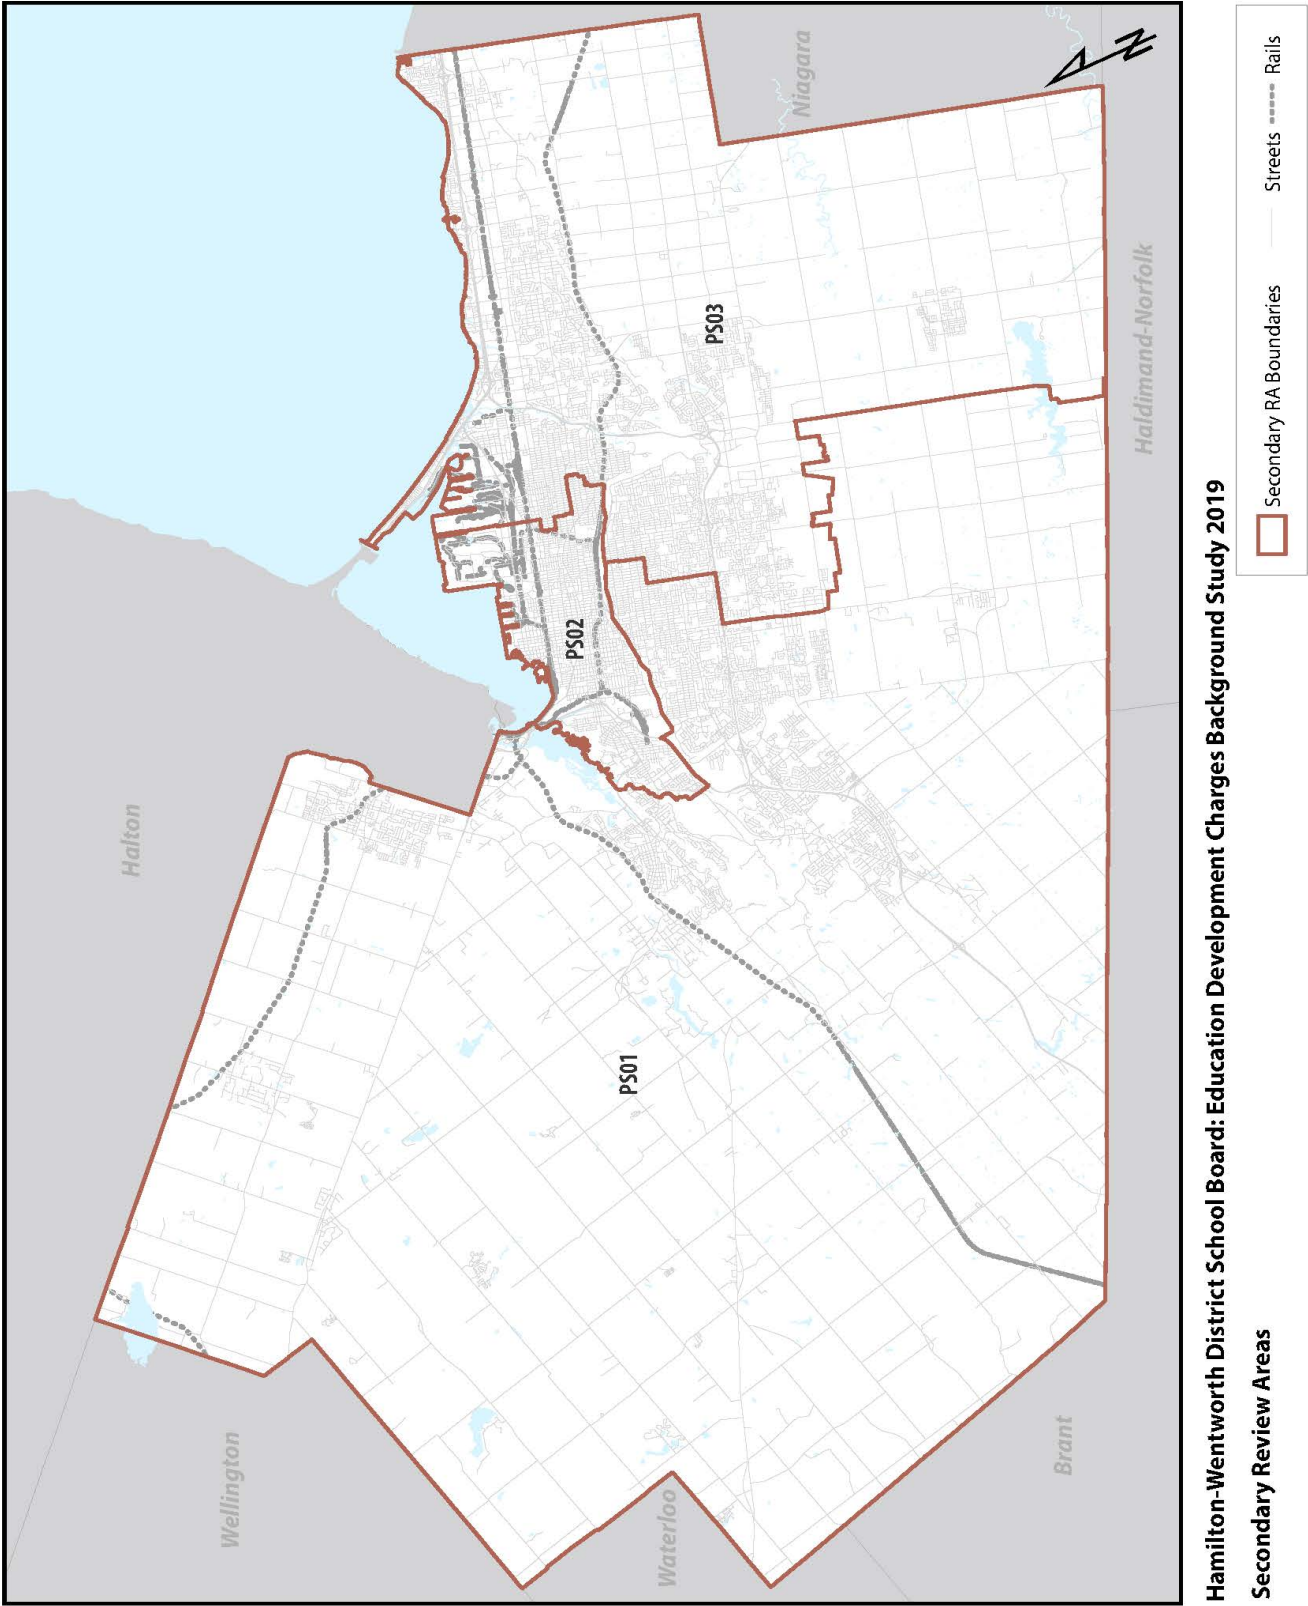 Halton
Wellington
Waterloo
Brant
Haldimand-Norfolk
Niagara
PS01
PS02
PS03
N
Hamilton-Wentworth District School Board: Education Development Charges Background Study 2019
Secondary Review Areas
Secondary RA Boundaries
Streets
Rails